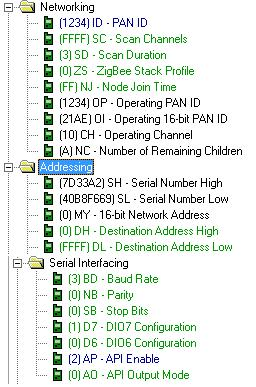 Networking
(1234) ID - PAN ID
(FFFF) SC - Scan Channels
(3) SD - Scan Duration
(0) ZS - ZigBee Stack Profile
(FF) NJ - Node Join Time
(1234) OP - Operating PAN ID
(21AE) OI - Operating 16-bit PAN ID
(10) CH - Operating Channel
(A) NC - Number of Remaining Children
Addressing
(7D33A2) SH - Serial Number High
(40B8F669) SL - Serial Number Low
(0) MY - 16-bit Network Address
(0) DH - Destination Address High
(FFFF) DL - Destination Address Low
Serial Interfacing
(3) BD - Baud Rate
(0) NB - Parity
(0) SB - Stop Bits
(1) D7 - DIO7 Configuration
(0) D6 - DIO6 Configuration
(2) AP - API Enable
(0) AO - API Output Mode